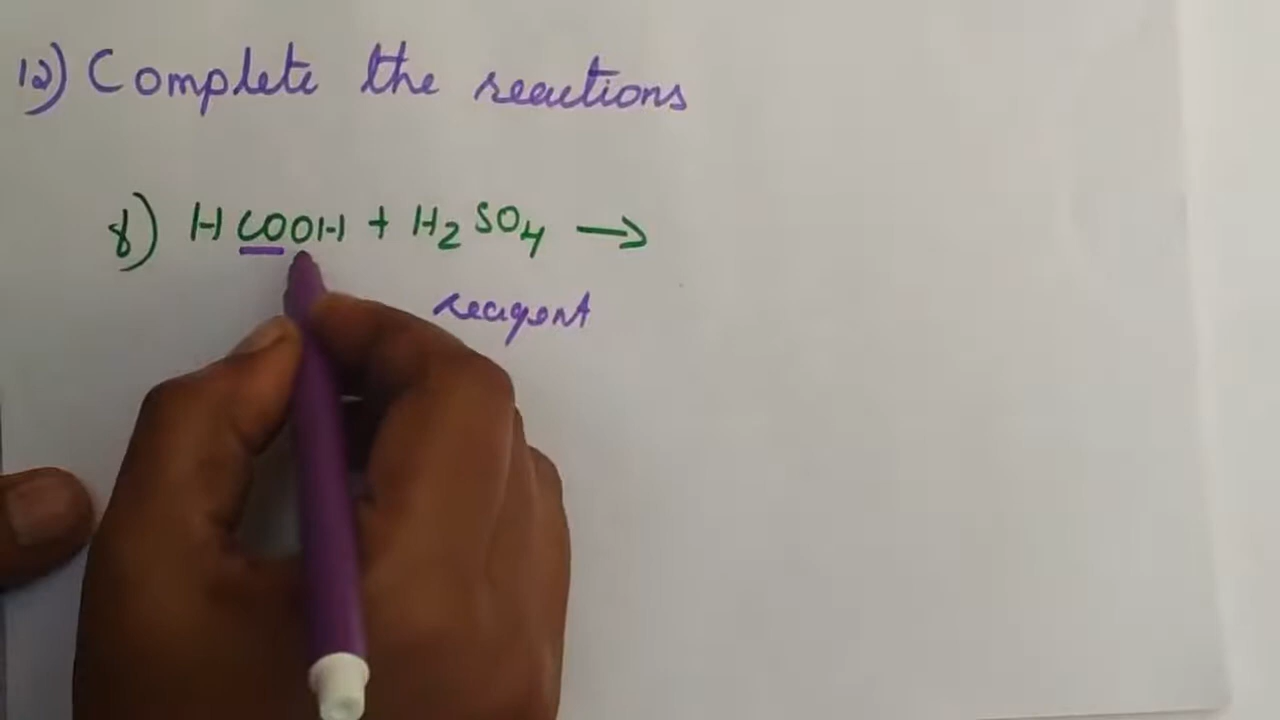 12) Complete the reactions
8) HCOOH + H₂SO₄ →
reagent